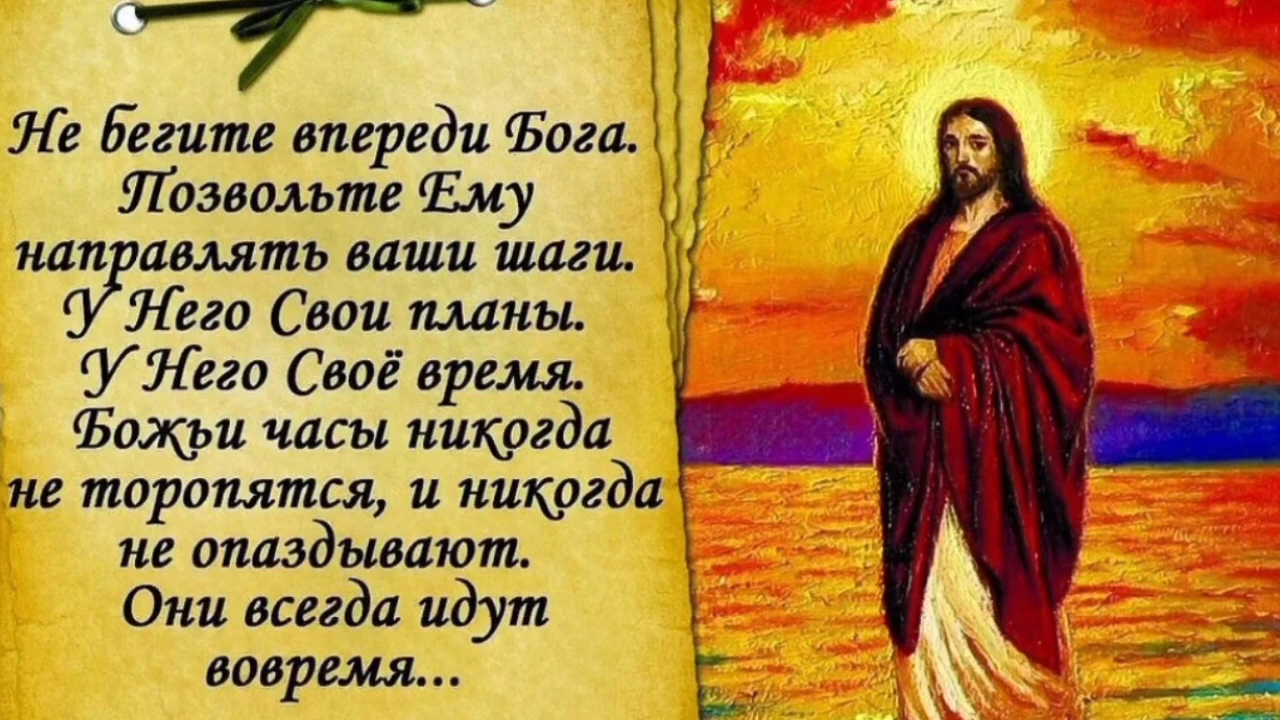 Не бегите впереди Бога.
Позвольте Ему
направлять ваши шаги.
У Него Свои планы.
У Него Своё время.
Божьи часы никогда
не торопятся, и никогда
не опаздывают.
Они всегда идут
вовремя...